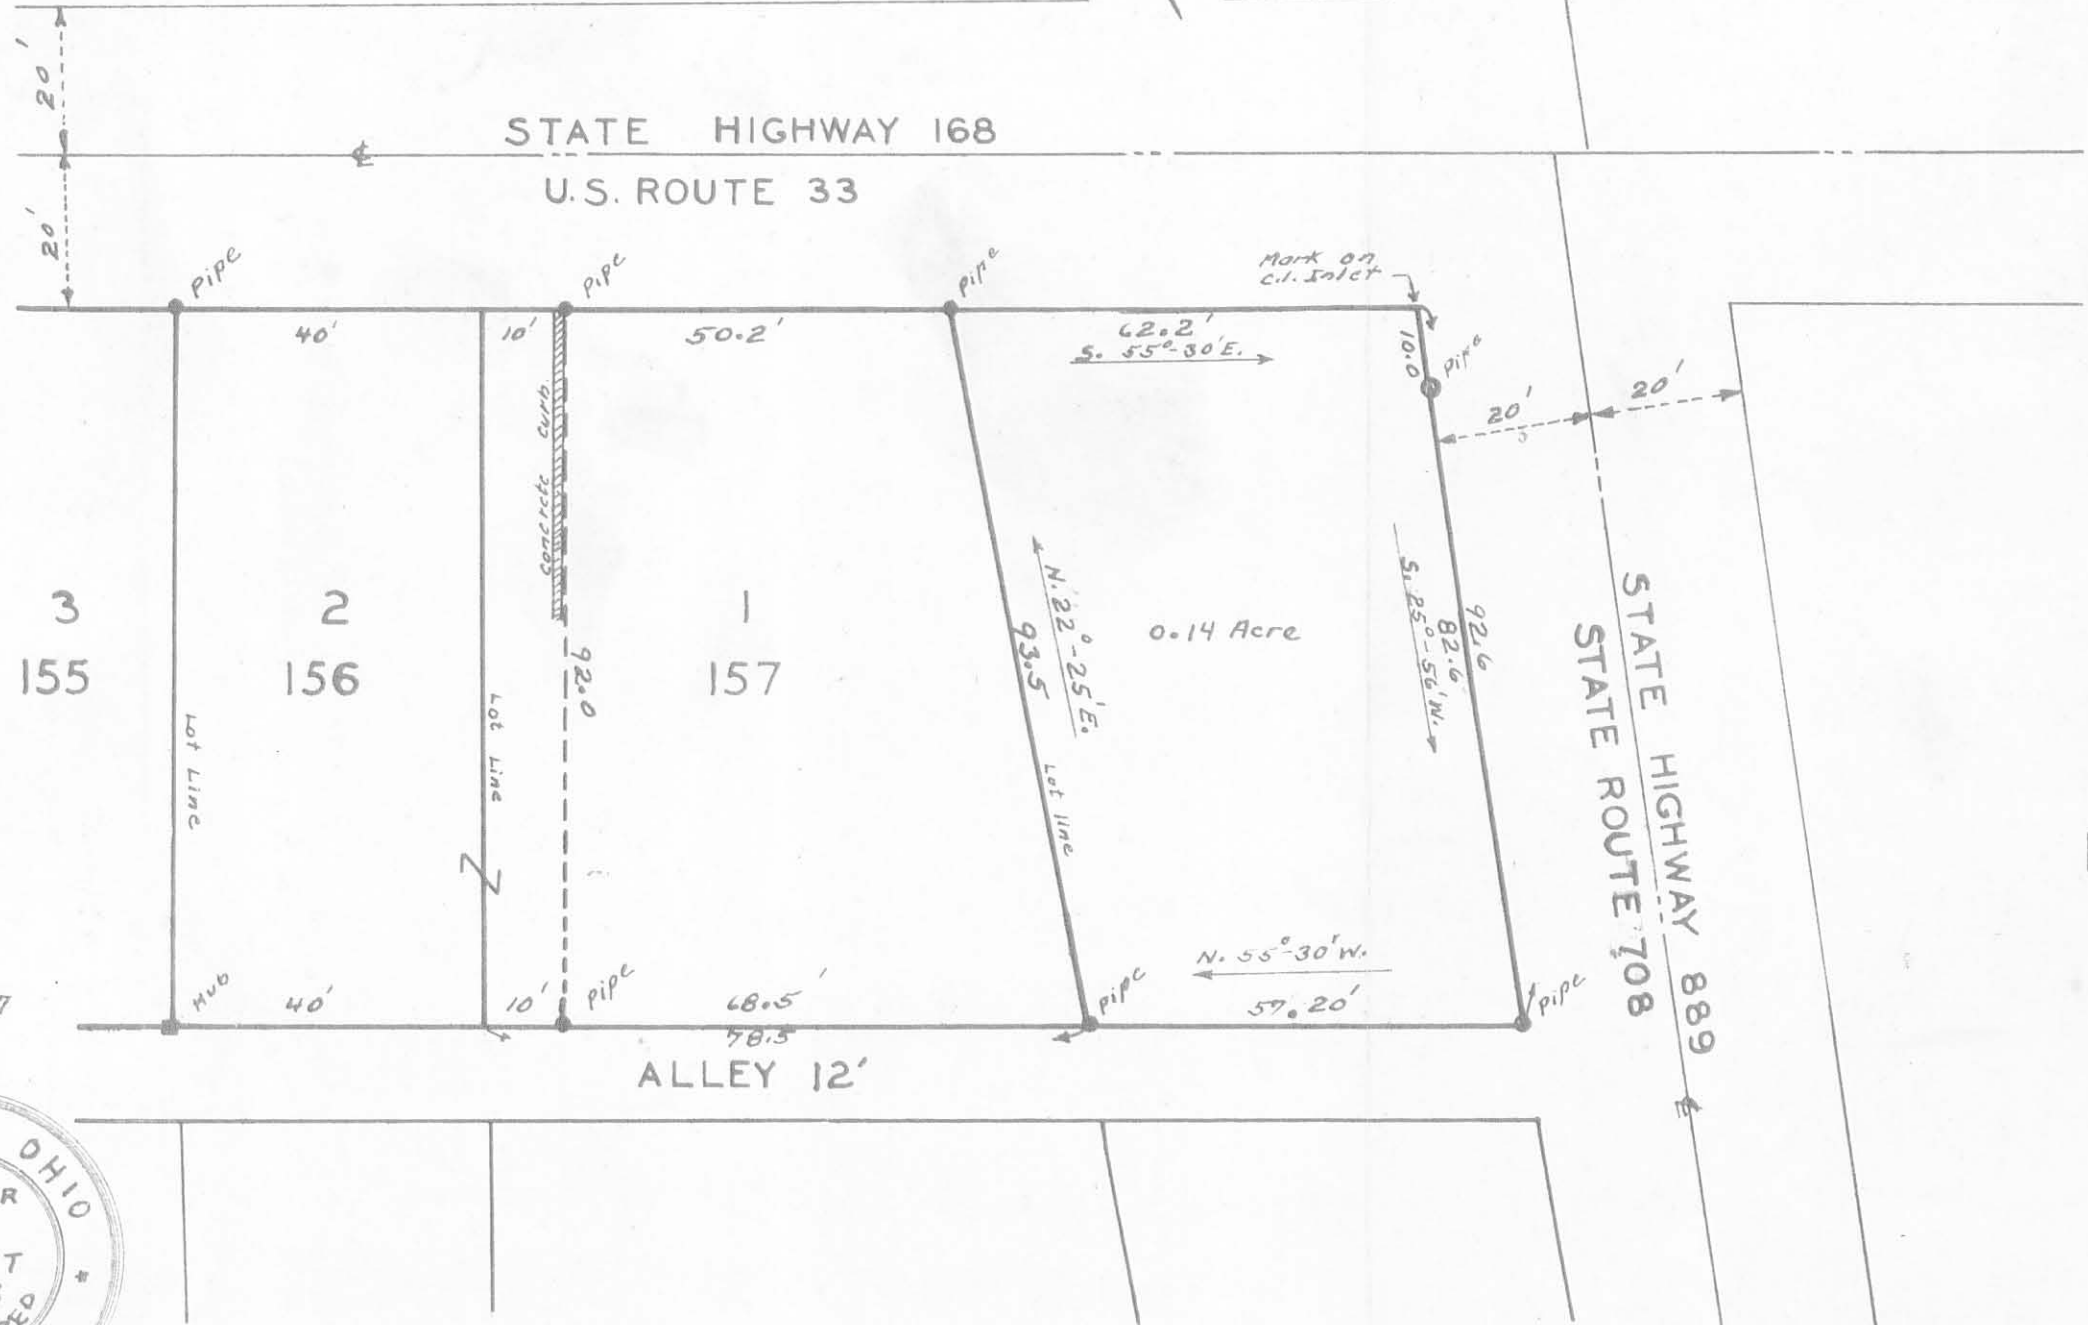 20'
STATE HIGHWAY 168
℄
U.S. ROUTE 33
20'
Pipe
Pipe
Pipe
Mark on
C.I. Inlet
40'
10'
50.2'
62.2'
S. 55°-30'E.
10.0
Pipe
20'
20'
Concrete Curb
3
155
2
156
1
157
92.0
93.5
N. 22°-25'E.
0.14 Acre
S. 25°-56'W.
82.6'
92.6
STATE HIGHWAY 889
STATE ROUTE 708
Lot Line
Lot Line
Lot line
N. 55°-30'W.
7
Hub
40'
10'
Pipe
68.5'
78.5
Pipe
57.20'
Pipe
ALLEY 12'
℄
OHIO
R
T
ED
*